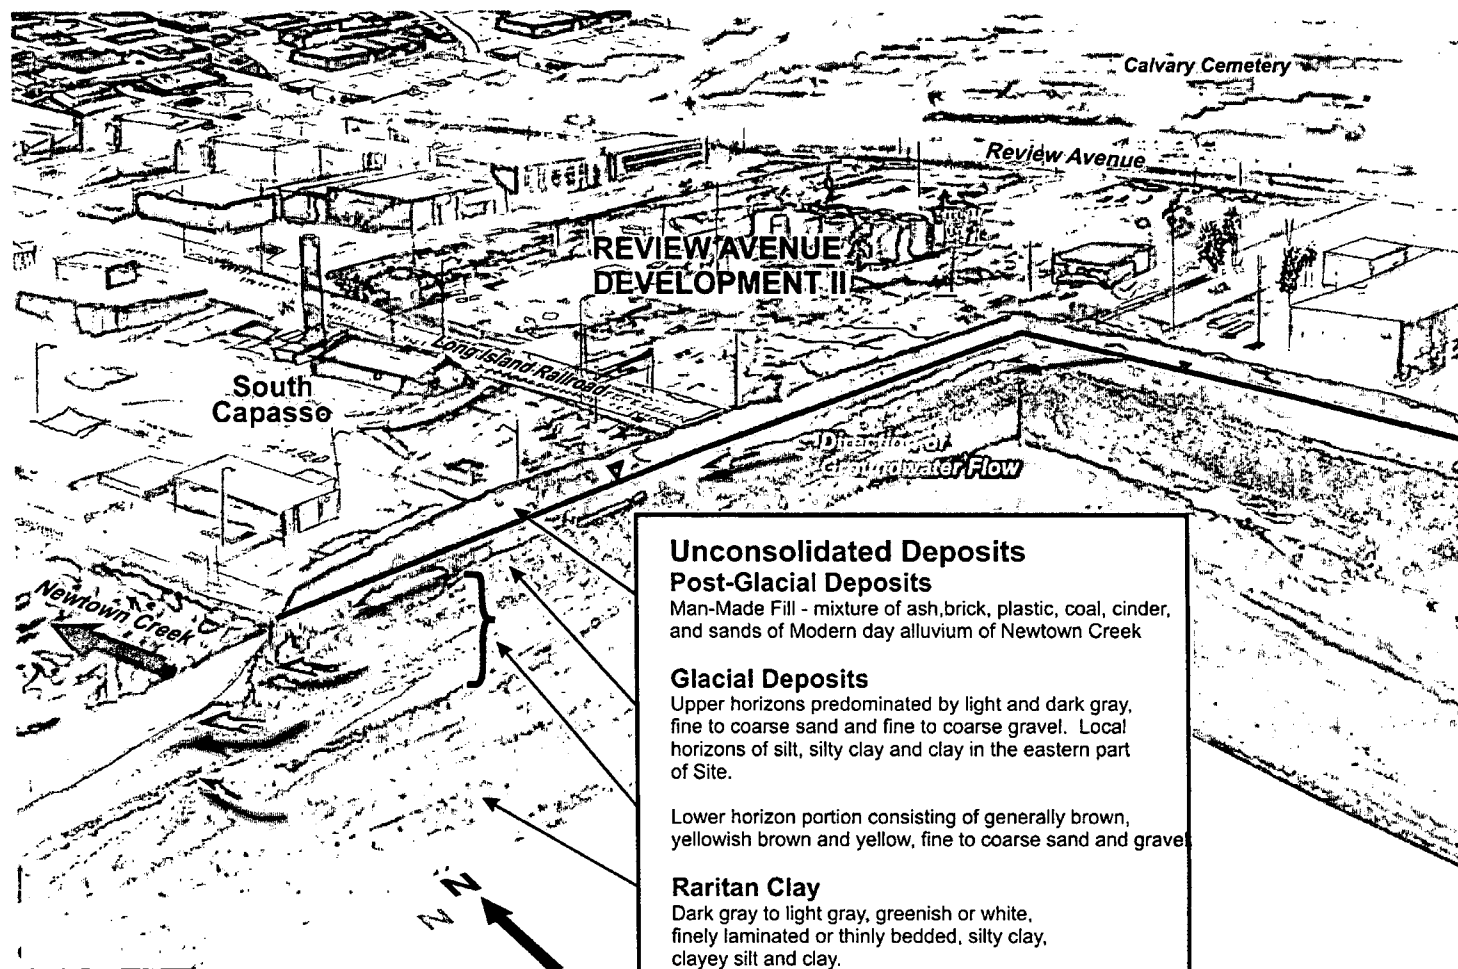 Calvary Cemetery
Review Avenue
REVIEW AVENUE
DEVELOPMENT II
Long Island Railroad
South
Capasso
Direction of
Groundwater Flow
Newtown Creek
Unconsolidated Deposits
Post-Glacial Deposits
Man-Made Fill - mixture of ash,brick, plastic, coal, cinder,
and sands of Modern day alluvium of Newtown Creek
Glacial Deposits
Upper horizons predominated by light and dark gray,
fine to coarse sand and fine to coarse gravel. Local
horizons of silt, silty clay and clay in the eastern part
of Site.
Lower horizon portion consisting of generally brown,
yellowish brown and yellow, fine to coarse sand and gravel
Raritan Clay
Dark gray to light gray, greenish or white,
finely laminated or thinly bedded, silty clay,
clayey silt and clay.
N
N